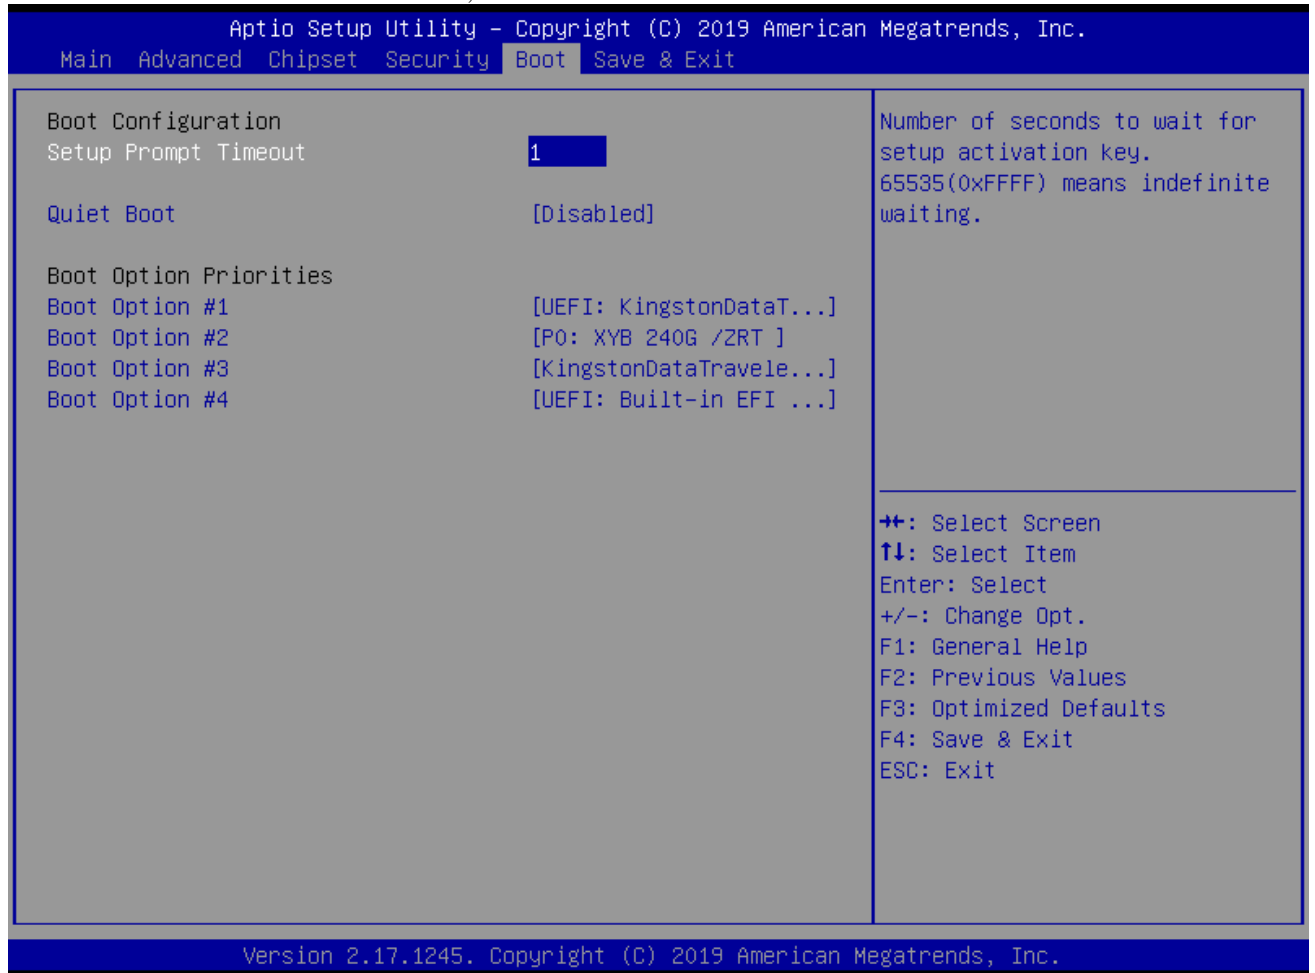 Aptio Setup Utility – Copyright (C) 2019 American Megatrends, Inc.
Main Advanced Chipset Security Boot Save & Exit
Boot Configuration
Setup Prompt Timeout 1
Quiet Boot [Disabled]
Boot Option Priorities
Boot Option #1 [UEFI: KingstonDataT...]
Boot Option #2 [P0: XYB 240G /ZRT ]
Boot Option #3 [KingstonDataTravele...]
Boot Option #4 [UEFI: Built-in EFI ...]
Number of seconds to wait for
setup activation key.
65535(0xFFFF) means indefinite
waiting.
→←: Select Screen
↑↓: Select Item
Enter: Select
+/-: Change Opt.
F1: General Help
F2: Previous Values
F3: Optimized Defaults
F4: Save & Exit
ESC: Exit
Version 2.17.1245. Copyright (C) 2019 American Megatrends, Inc.